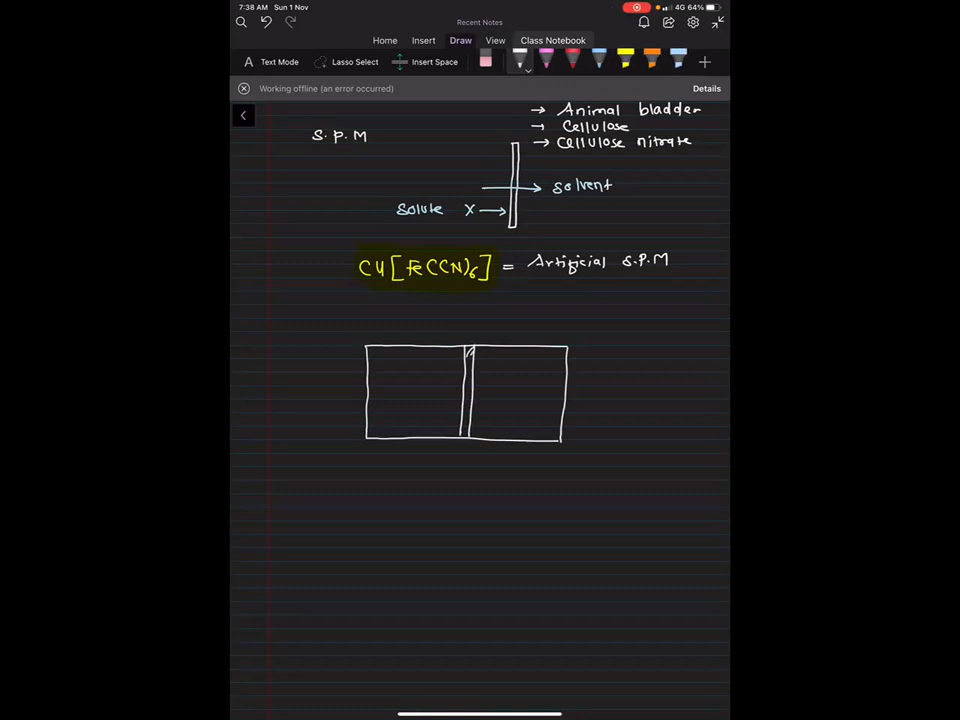 7:38 AM Sun 1 Nov 4G 64%
Recent Notes
Home Insert Draw View Class Notebook
Text Mode Lasso Select Insert Space
Working offline (an error occurred) Details
→ Animal bladder
S.P.M → Cellulose
→ Cellulose nitrate
→ solvent
solute X →
CU[Fe(CN)6] = Artificial S.P.M